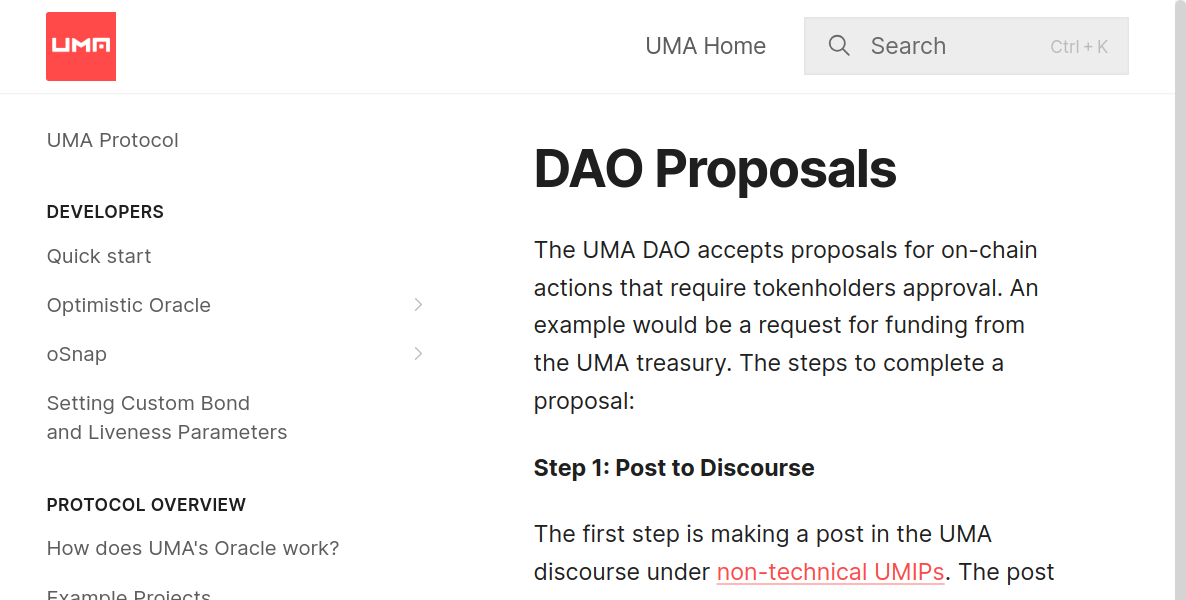 UMA
UMA Home
Search
Ctrl + K
UMA Protocol
DEVELOPERS
Quick start
Optimistic Oracle
oSnap
Setting Custom Bond
and Liveness Parameters
PROTOCOL OVERVIEW
How does UMA's Oracle work?
Example Projects
DAO Proposals
The UMA DAO accepts proposals for on-chain
actions that require tokenholders approval. An
example would be a request for funding from
the UMA treasury. The steps to complete a
proposal:
Step 1: Post to Discourse
The first step is making a post in the UMA
discourse under non-technical UMIPs. The post